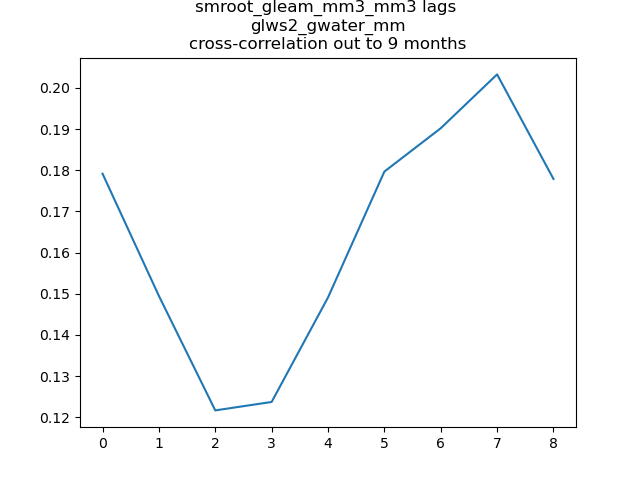 smroot_gleam_mm3_mm3 lags
glws2_gwater_mm
cross-correlation out to 9 months
0.20
0.19
0.18
0.17
0.16
0.15
0.14
0.13
0.12
0 1 2 3 4 5 6 7 8